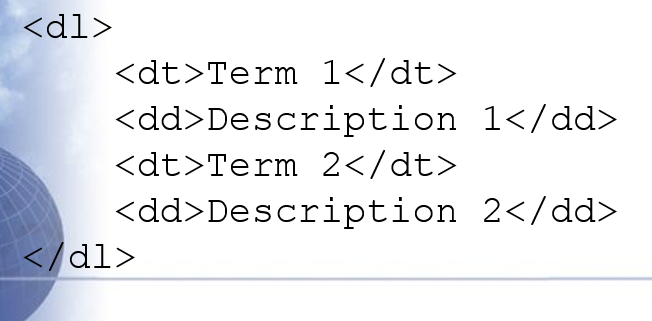 <dl>
<dt>Term 1</dt>
<dd>Description 1</dd>
<dt>Term 2</dt>
<dd>Description 2</dd>
</dl>